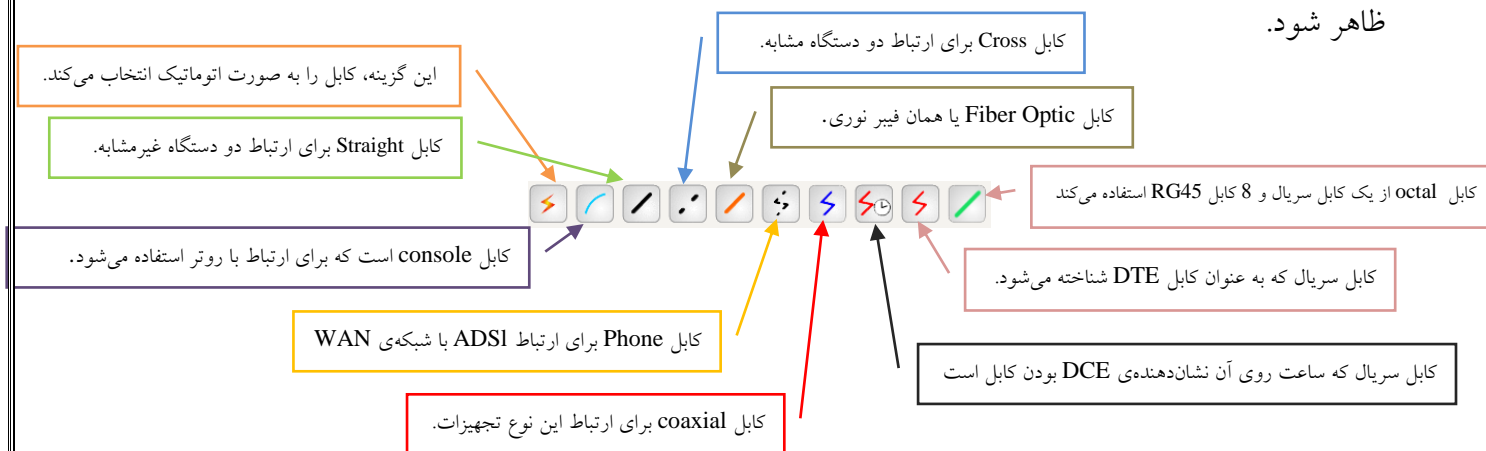 ظاهر شود.
کابل Cross برای ارتباط دو دستگاه مشابه.
این گزینه، کابل را به صورت اتوماتیک انتخاب می‌کند.
کابل Fiber Optic یا همان فیبر نوری.
کابل Straight برای ارتباط دو دستگاه غیرمشابه.
کابل octal از یک کابل سریال و 8 کابل RG45 استفاده می‌کند
کابل console است که برای ارتباط با روتر استفاده می‌شود.
کابل سریال که به عنوان کابل DTE شناخته می‌شود.
کابل Phone برای ارتباط ADSl با شبکه‌ی WAN
کابل سریال که ساعت روی آن نشان‌دهنده‌ی DCE بودن کابل است
کابل coaxial برای ارتباط این نوع تجهیزات.